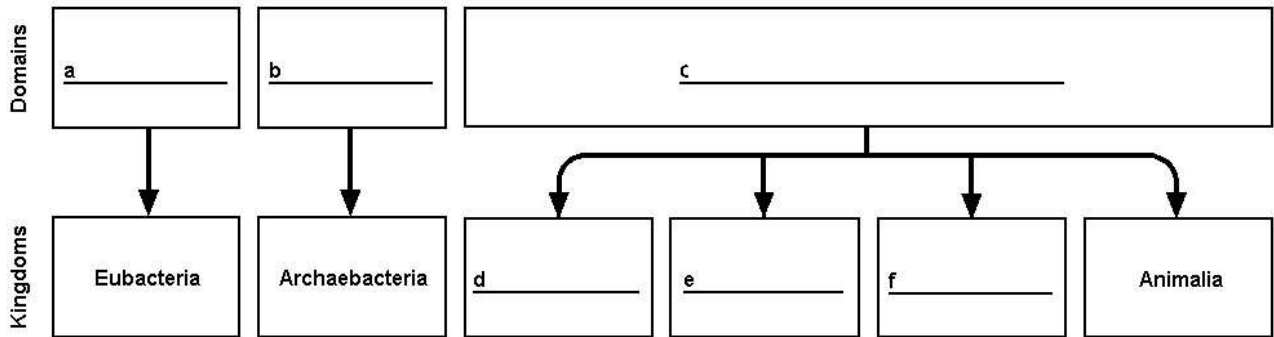 Domains
a
b
c
Kingdoms
Eubacteria
Archaebacteria
d
e
f
Animalia